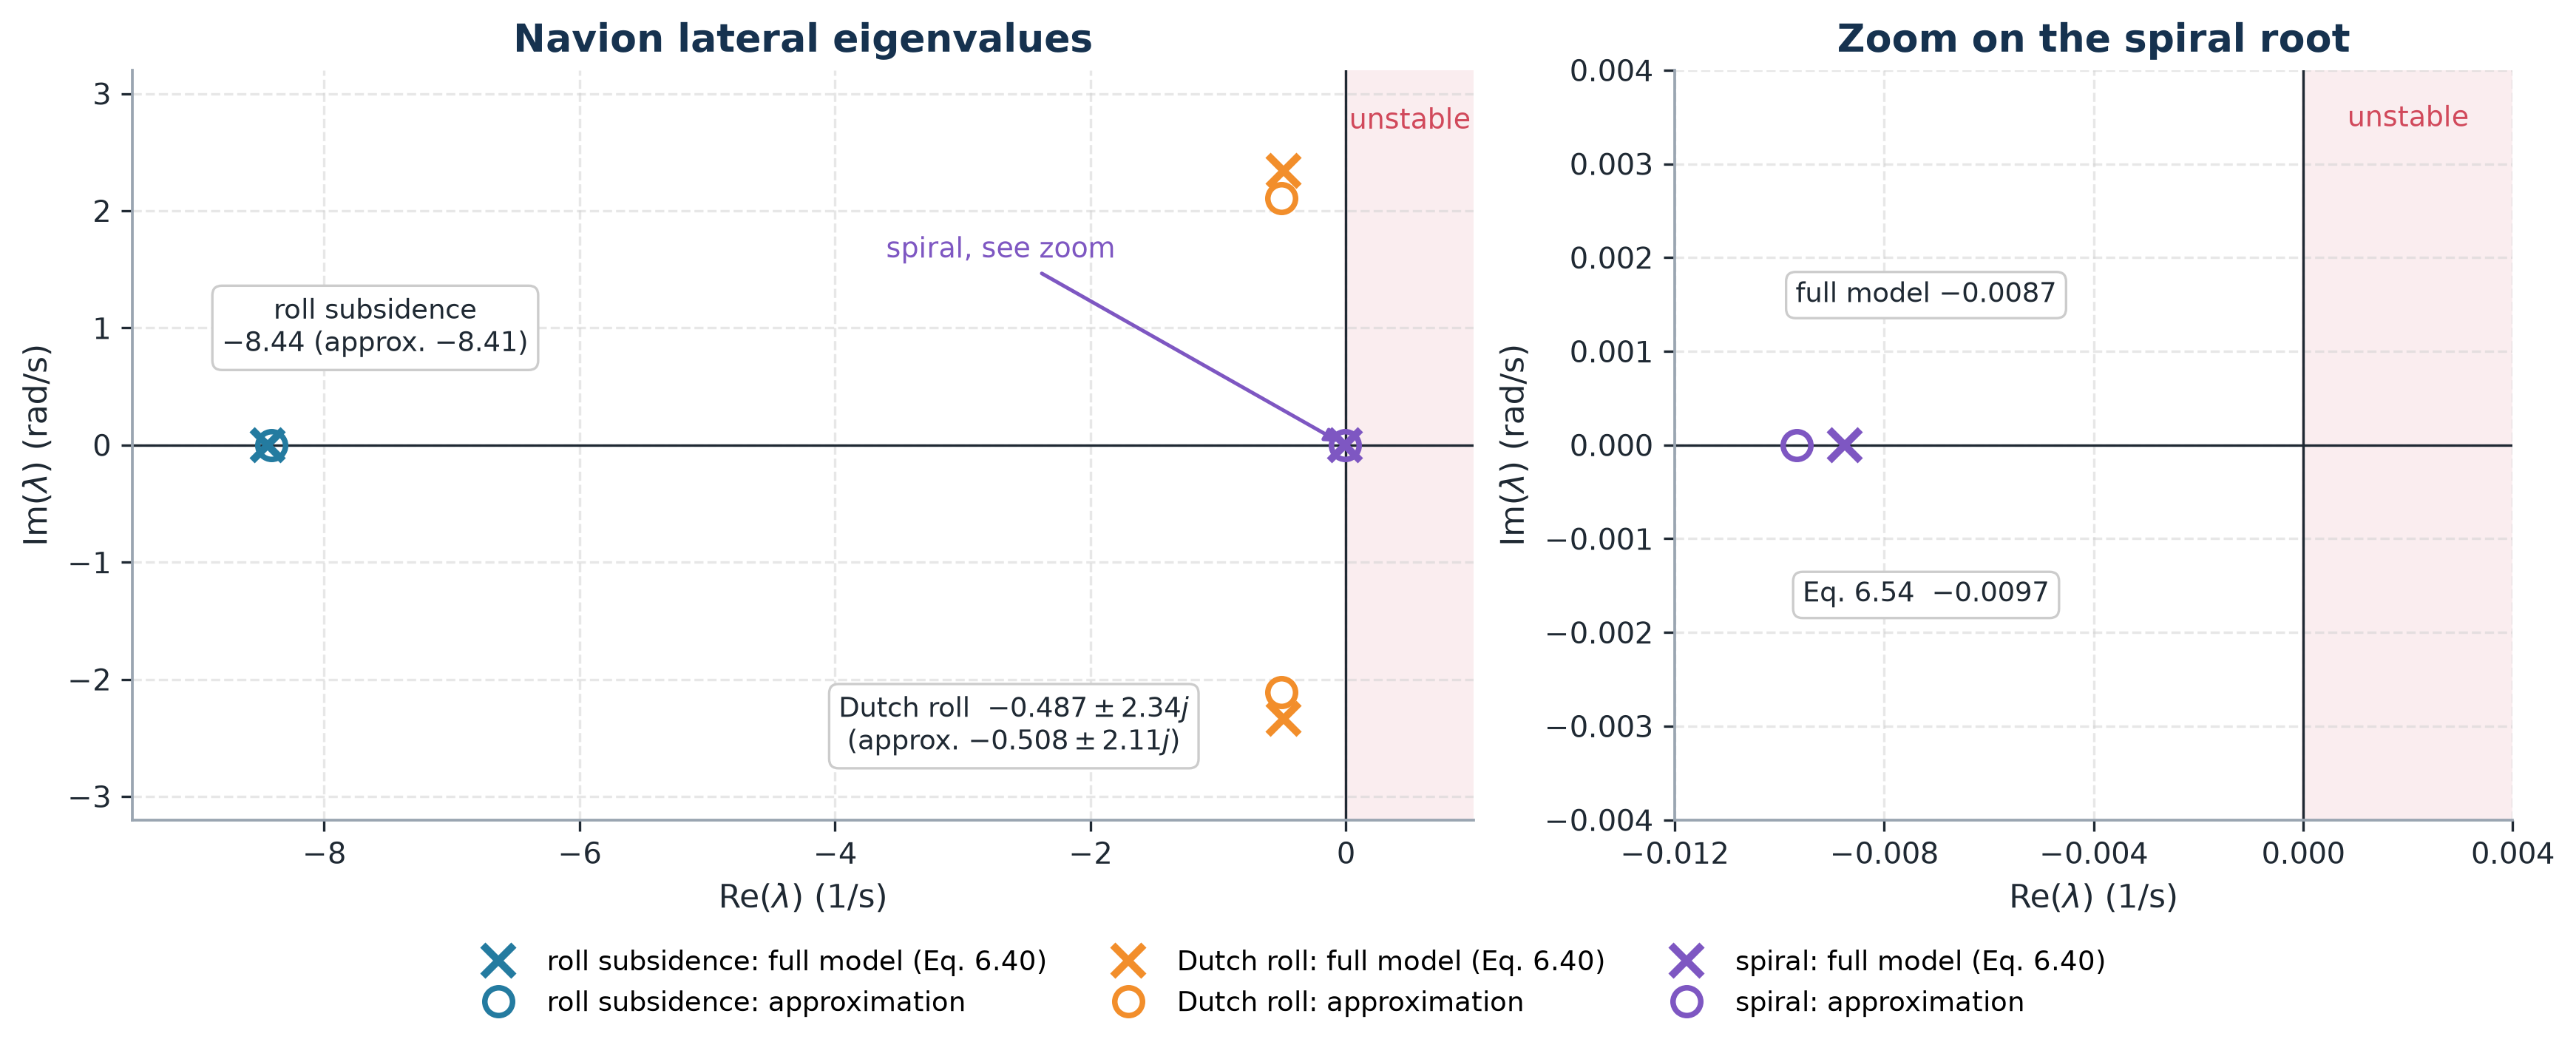 Navion lateral eigenvalues
3
2
1
0
−1
−2
−3
Im(λ) (rad/s)
unstable
spiral, see zoom
roll subsidence
−8.44 (approx. −8.41)
Dutch roll −0.487 ± 2.34j
(approx. −0.508 ± 2.11j)
−8
−6
−4
−2
0
Re(λ) (1/s)
Zoom on the spiral root
0.004
0.003
0.002
0.001
0.000
−0.001
−0.002
−0.003
−0.004
Im(λ) (rad/s)
unstable
full model −0.0087
Eq. 6.54 −0.0097
−0.012
−0.008
−0.004
0.000
0.004
Re(λ) (1/s)
roll subsidence: full model (Eq. 6.40)
roll subsidence: approximation
Dutch roll: full model (Eq. 6.40)
Dutch roll: approximation
spiral: full model (Eq. 6.40)
spiral: approximation